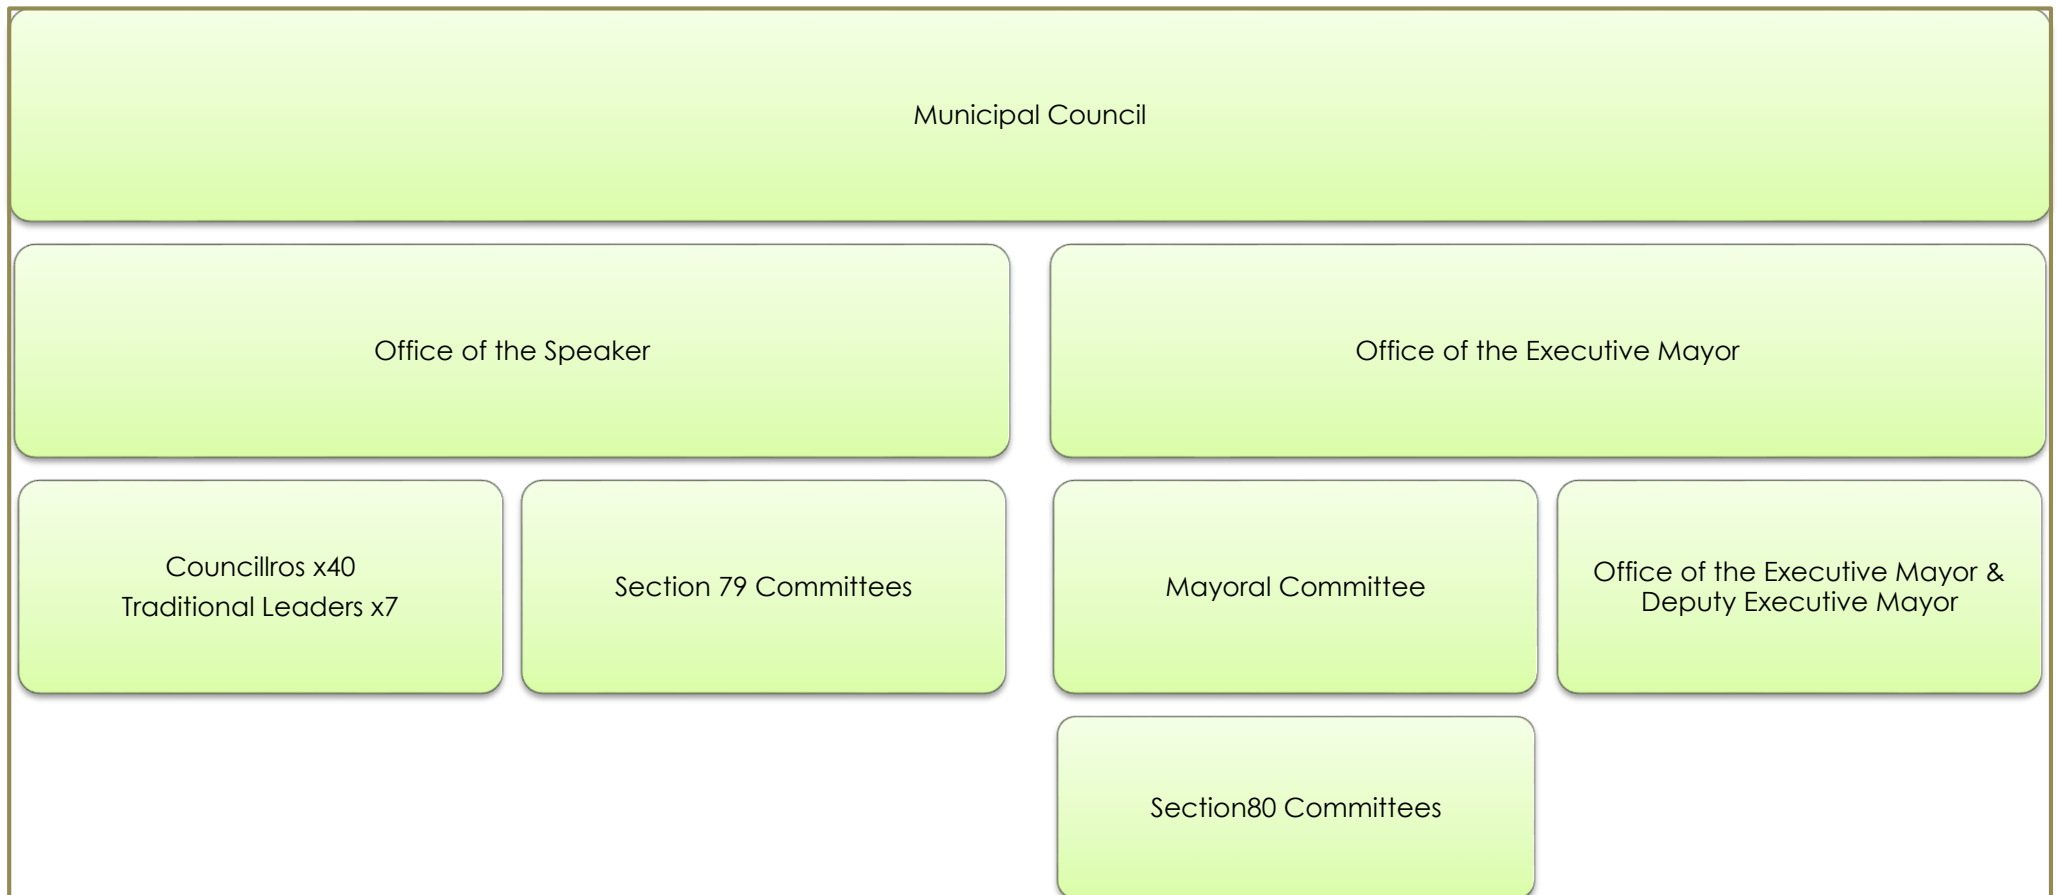 Municipal Council
Office of the Speaker
Office of the Executive Mayor
Councillros x40
Traditional Leaders x7
Section 79 Committees
Mayoral Committee
Office of the Executive Mayor &
Deputy Executive Mayor
Section80 Committees